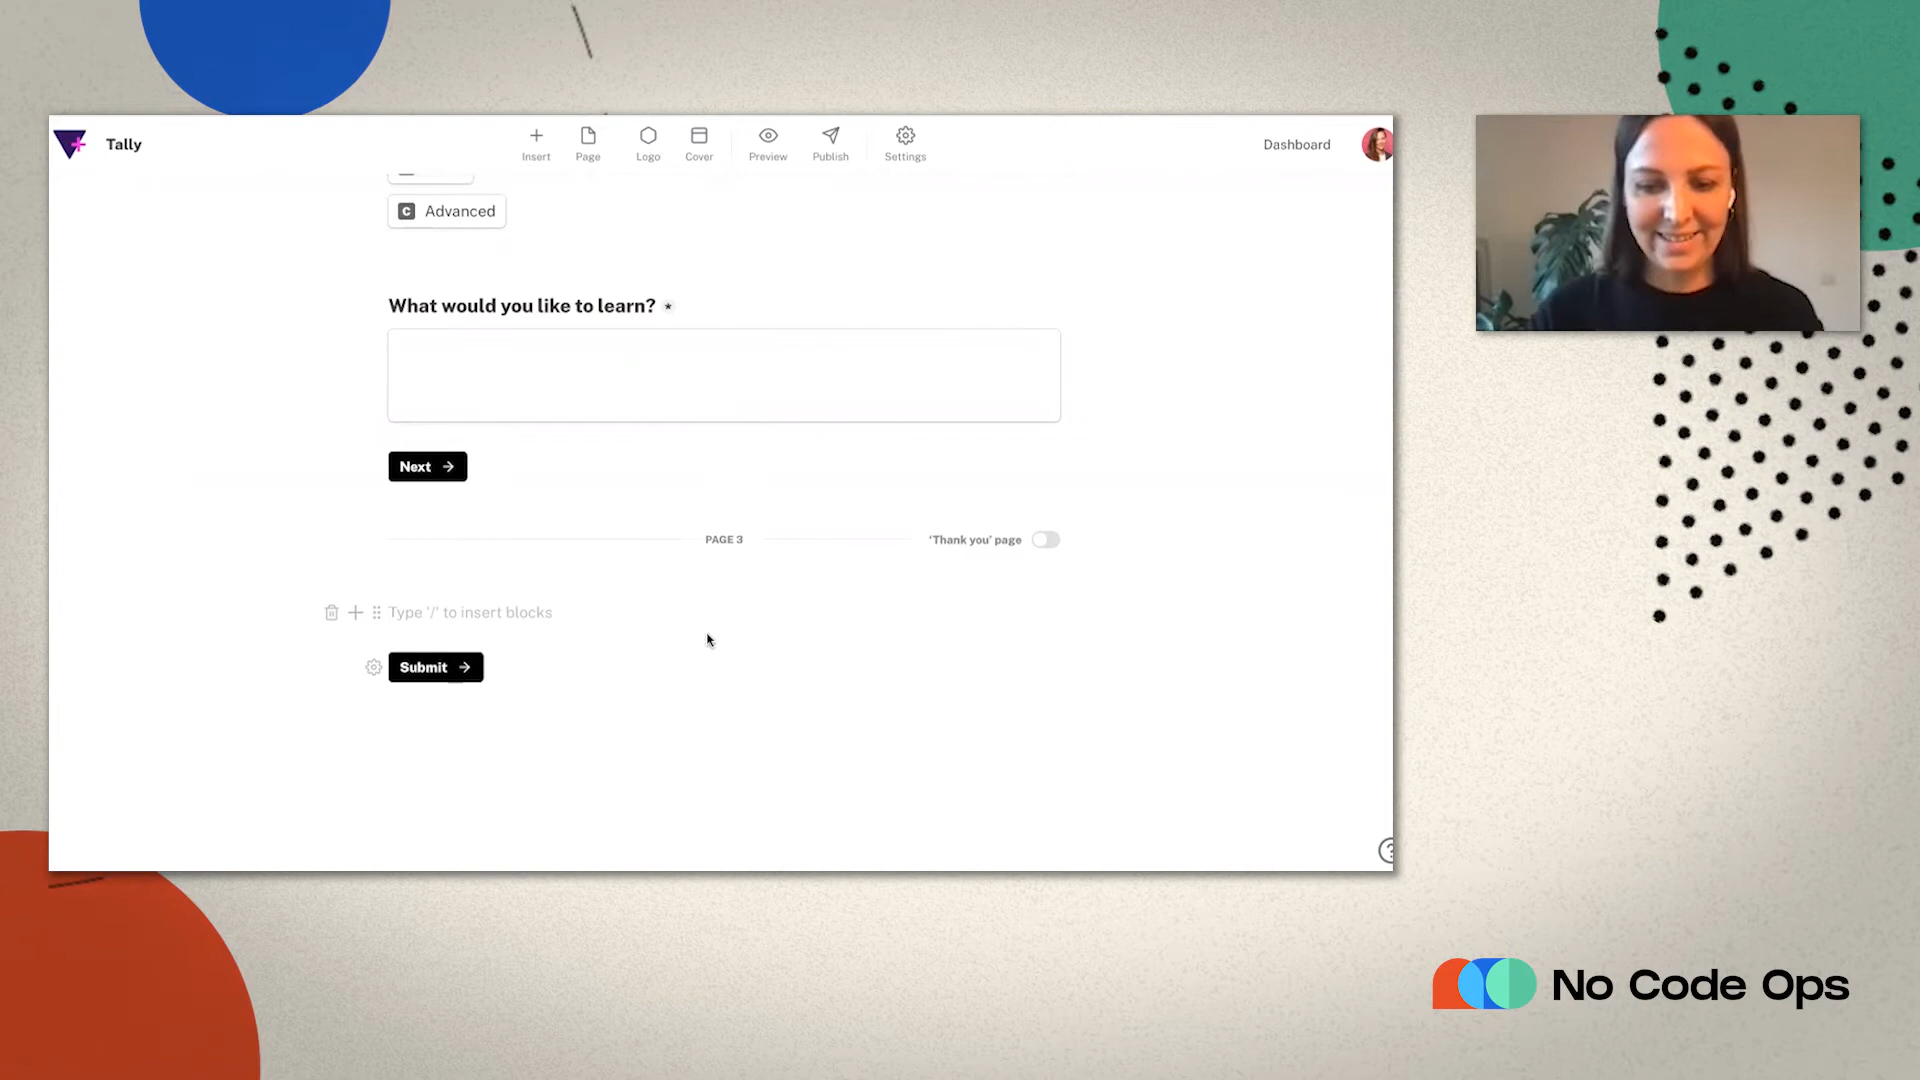 Tally
Insert
Page
Logo
Cover
Preview
Publish
Settings
Dashboard
C Advanced
What would you like to learn? *
Next →
PAGE 3
'Thank you' page
Type '/' to insert blocks
Submit →
?
No Code Ops